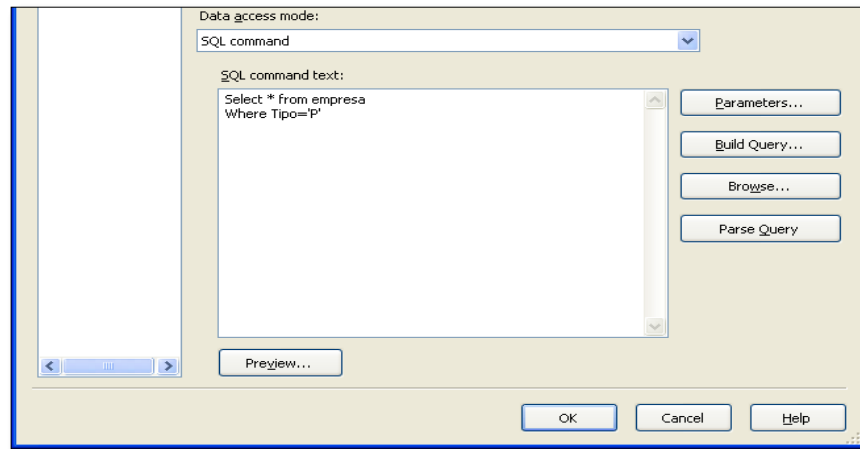 Data access mode:
SQL command
SQL command text:
Select * from empresa
Where Tipo='P'
Parameters...
Build Query...
Browse...
Parse Query
Preview...
OK
Cancel
Help